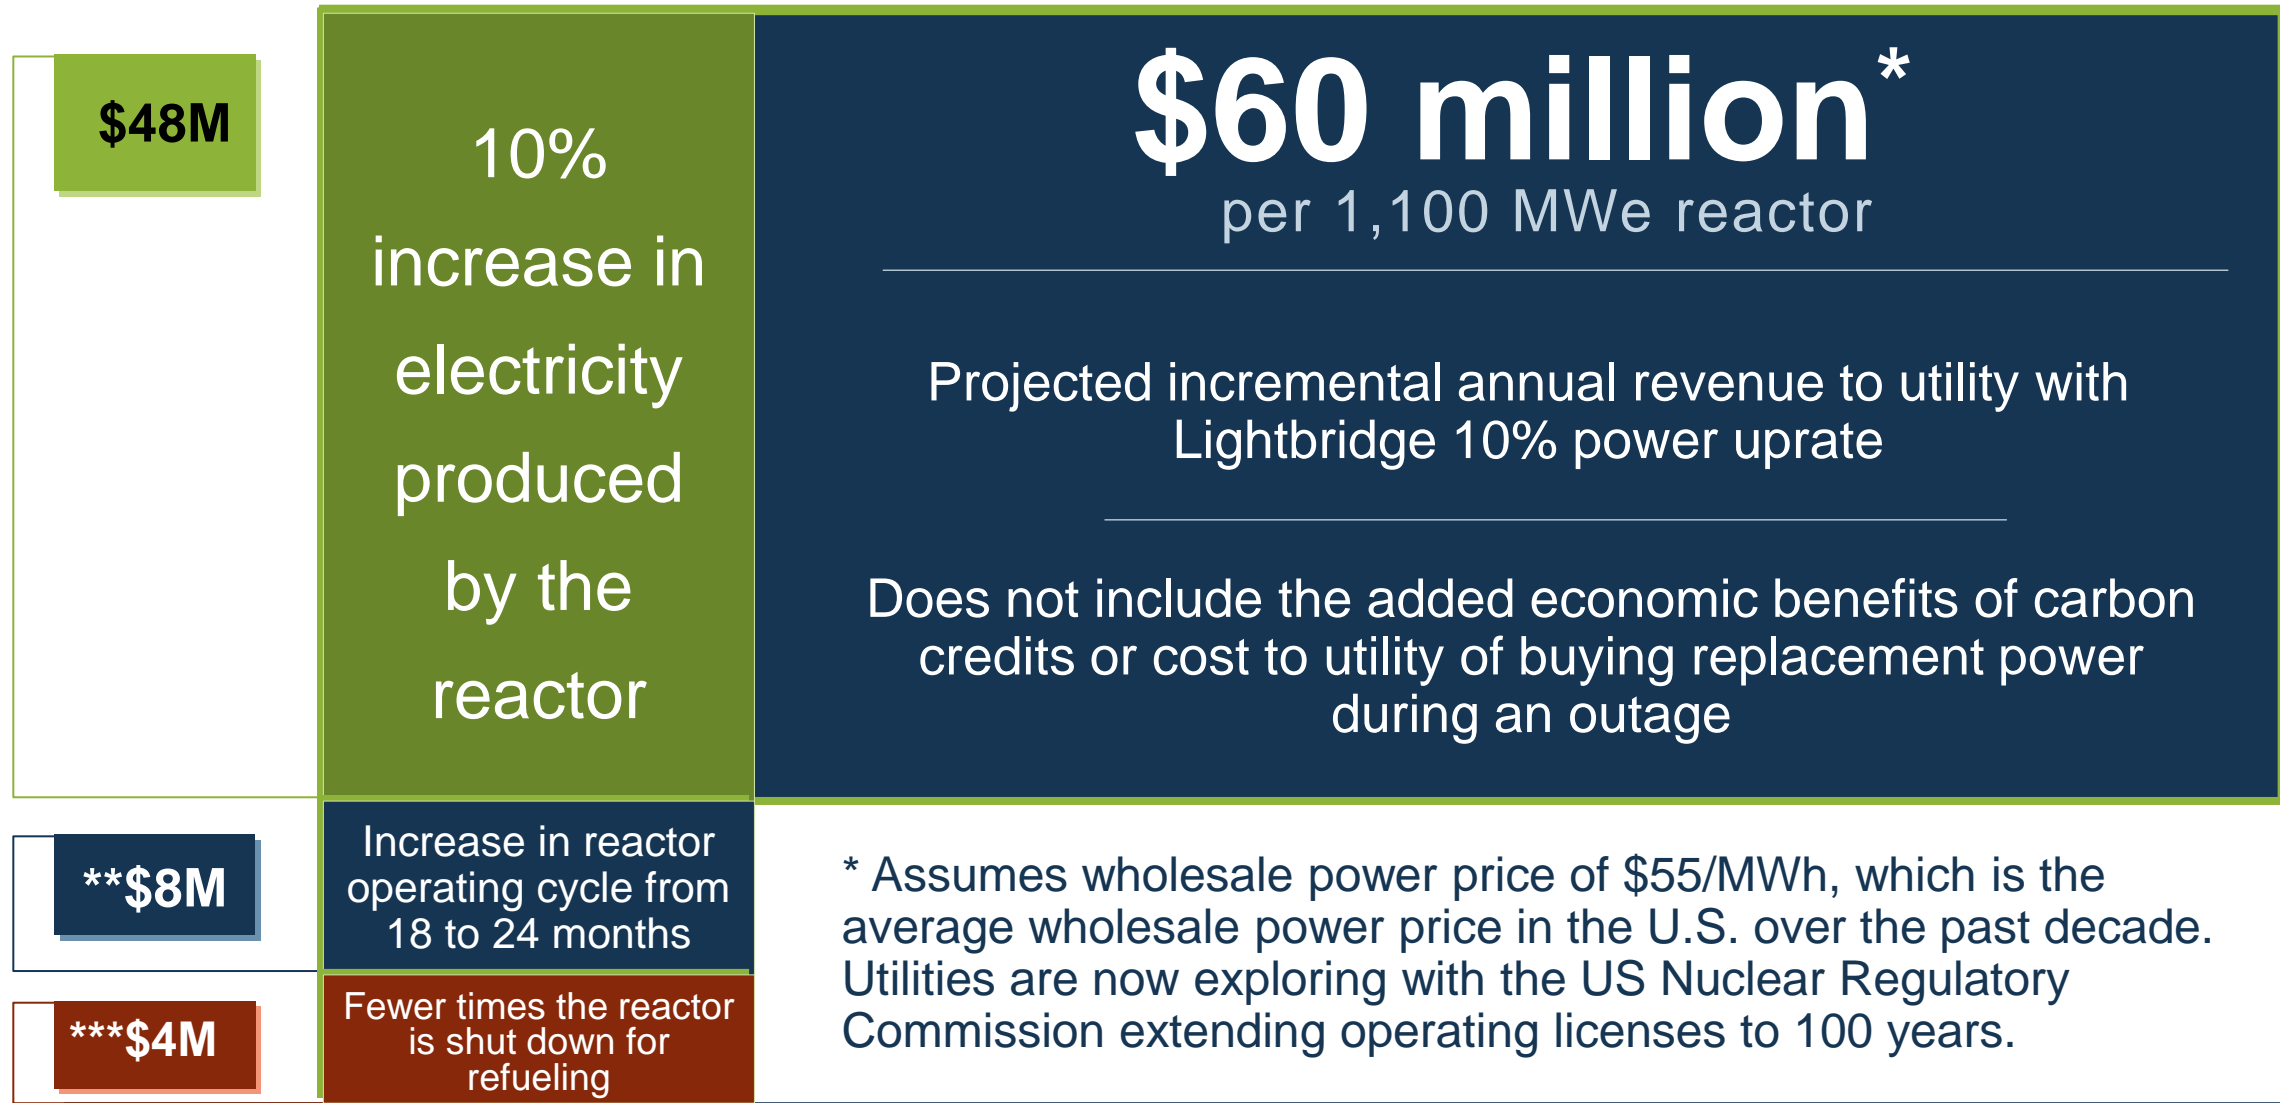 $48M
10%
increase in
electricity
produced
by the
reactor
$60 million*
per 1,100 MWe reactor
Projected incremental annual revenue to utility with
Lightbridge 10% power uprate
Does not include the added economic benefits of carbon
credits or cost to utility of buying replacement power
during an outage
**$8M
Increase in reactor
operating cycle from
18 to 24 months
***$4M
Fewer times the reactor
is shut down for
refueling
* Assumes wholesale power price of $55/MWh, which is the
average wholesale power price in the U.S. over the past decade.
Utilities are now exploring with the US Nuclear Regulatory
Commission extending operating licenses to 100 years.